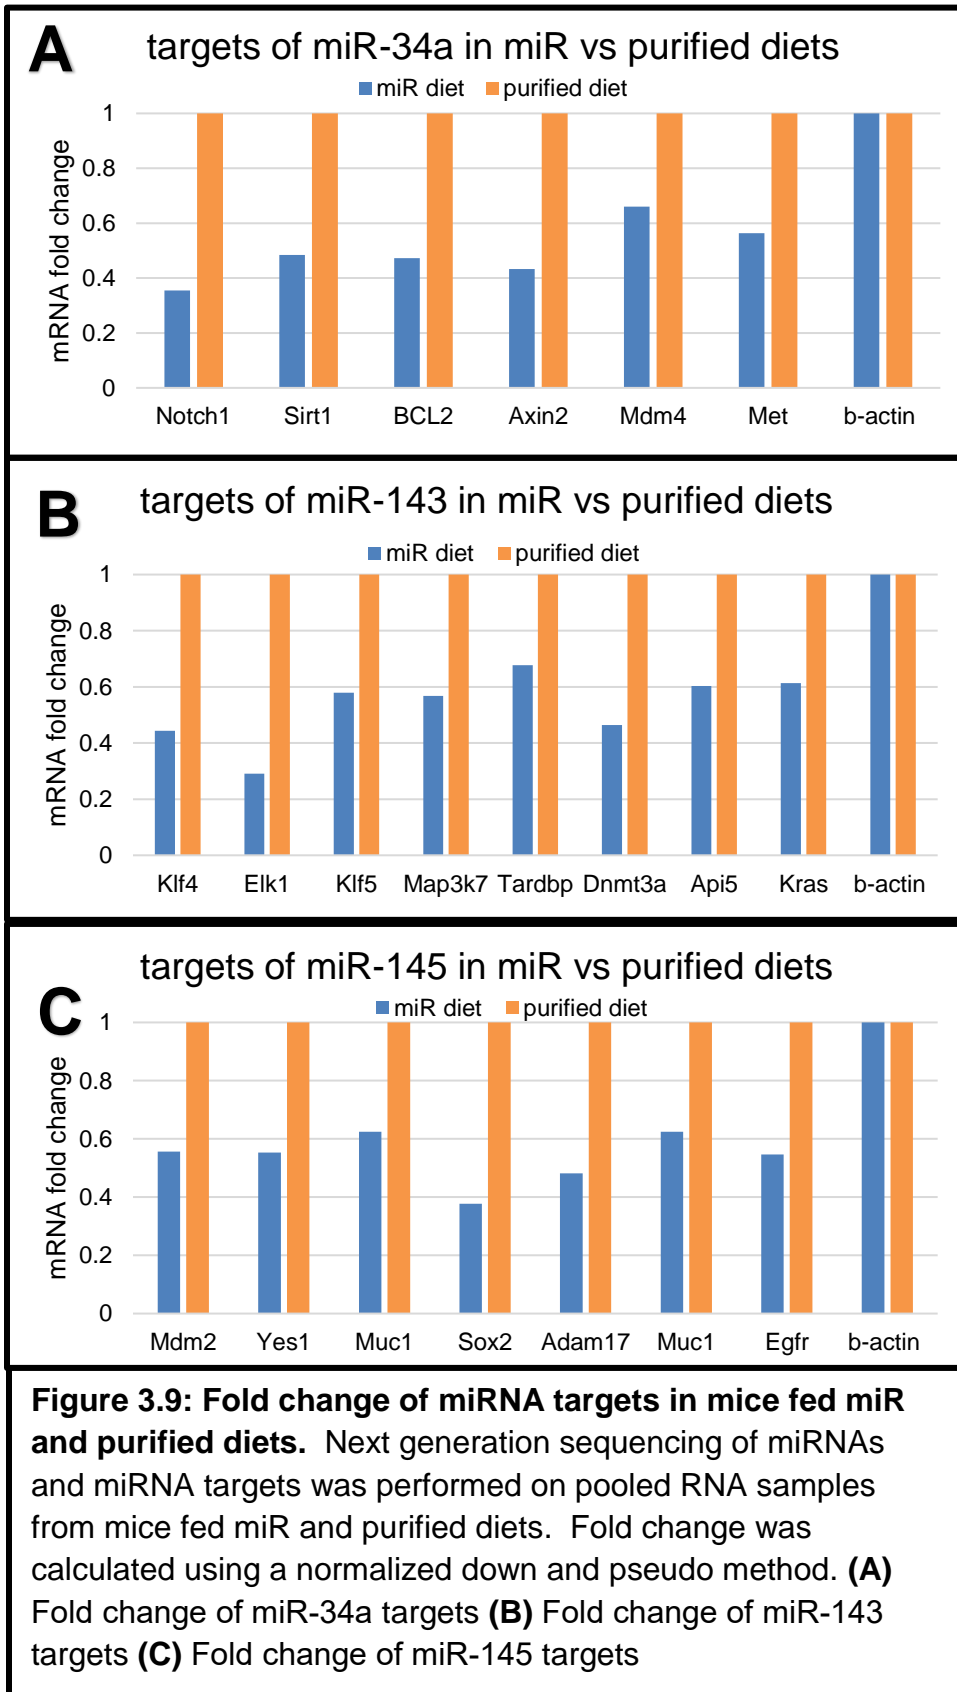 A
targets of miR-34a in miR vs purified diets
miR diet purified diet
mRNA fold change
1
0.8
0.6
0.4
0.2
0
Notch1 Sirt1 BCL2 Axin2 Mdm4 Met b-actin
B
targets of miR-143 in miR vs purified diets
miR diet purified diet
mRNA fold change
1
0.8
0.6
0.4
0.2
0
Klf4 Elk1 Klf5 Map3k7 Tardbp Dnmt3a Api5 Kras b-actin
targets of miR-145 in miR vs purified diets
C
miR diet purified diet
mRNA fold change
1
0.8
0.6
0.4
0.2
0
Mdm2 Yes1 Muc1 Sox2 Adam17 Muc1 Egfr b-actin
Figure 3.9: Fold change of miRNA targets in mice fed miR
and purified diets. Next generation sequencing of miRNAs
and miRNA targets was performed on pooled RNA samples
from mice fed miR and purified diets. Fold change was
calculated using a normalized down and pseudo method. (A)
Fold change of miR-34a targets (B) Fold change of miR-143
targets (C) Fold change of miR-145 targets